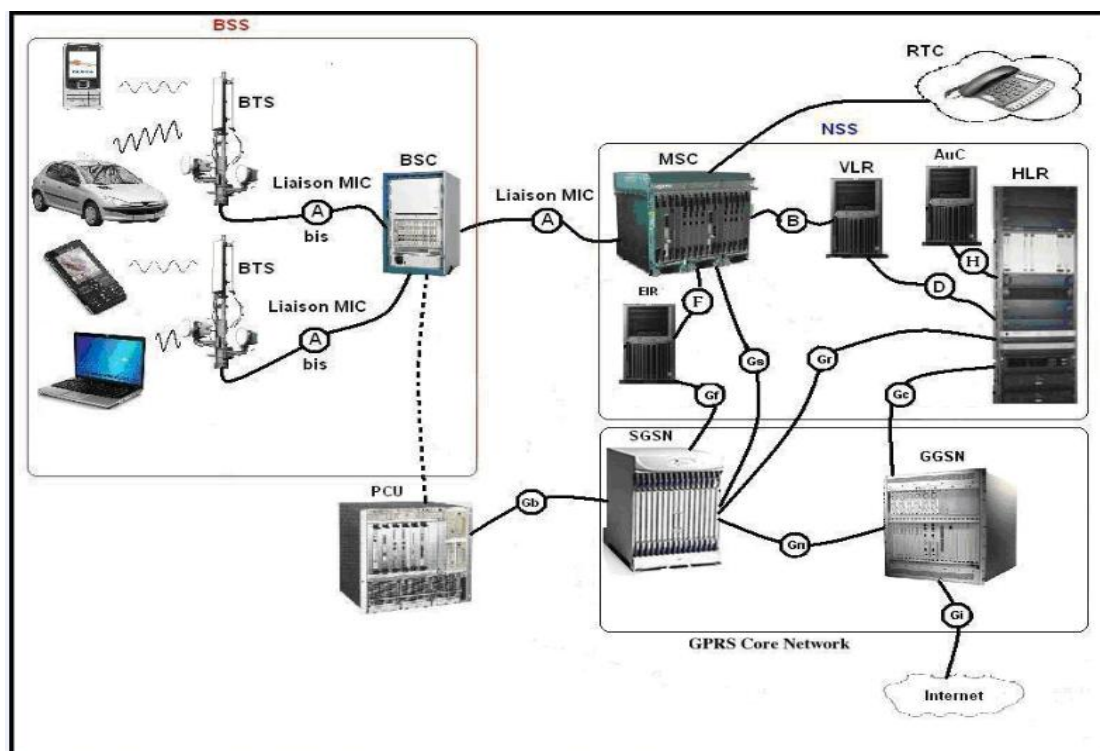 BSS
RTC
BTS
NSS
BSC
MSC
VLR
AuC
HLR
Liaison MIC
A
bis
Liaison MIC
A
B
H
D
BTS
Liaison MIC
A
bis
EIR
F
Gs
Gr
Gf
Gc
SGSN
GGSN
PCU
Gb
Gn
Gi
GPRS Core Network
Internet